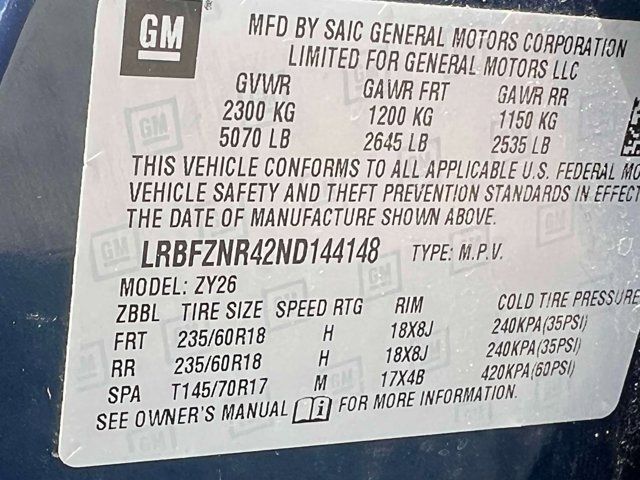 GM
MFD BY SAIC GENERAL MOTORS CORPORATION
LIMITED FOR GENERAL MOTORS LLC
GVWR GAWR FRT GAWR RR
2300 KG 1200 KG 1150 KG
5070 LB 2645 LB 2535 LB
THIS VEHICLE CONFORMS TO ALL APPLICABLE U.S. FEDERAL MO
VEHICLE SAFETY AND THEFT PREVENTION STANDARDS IN EFFECT
THE DATE OF MANUFACTURE SHOWN ABOVE.
LRBFZNR42ND144148 TYPE: M.P.V.
MODEL: ZY26
ZBBL TIRE SIZE SPEED RTG RIM COLD TIRE PRESSURE
FRT 235/60R18 H 18X8J 240KPA(35PSI)
RR 235/60R18 H 18X8J 240KPA(35PSI)
SPA T145/70R17 M 17X4B 420KPA(60PSI)
SEE OWNER'S MANUAL FOR MORE INFORMATION.